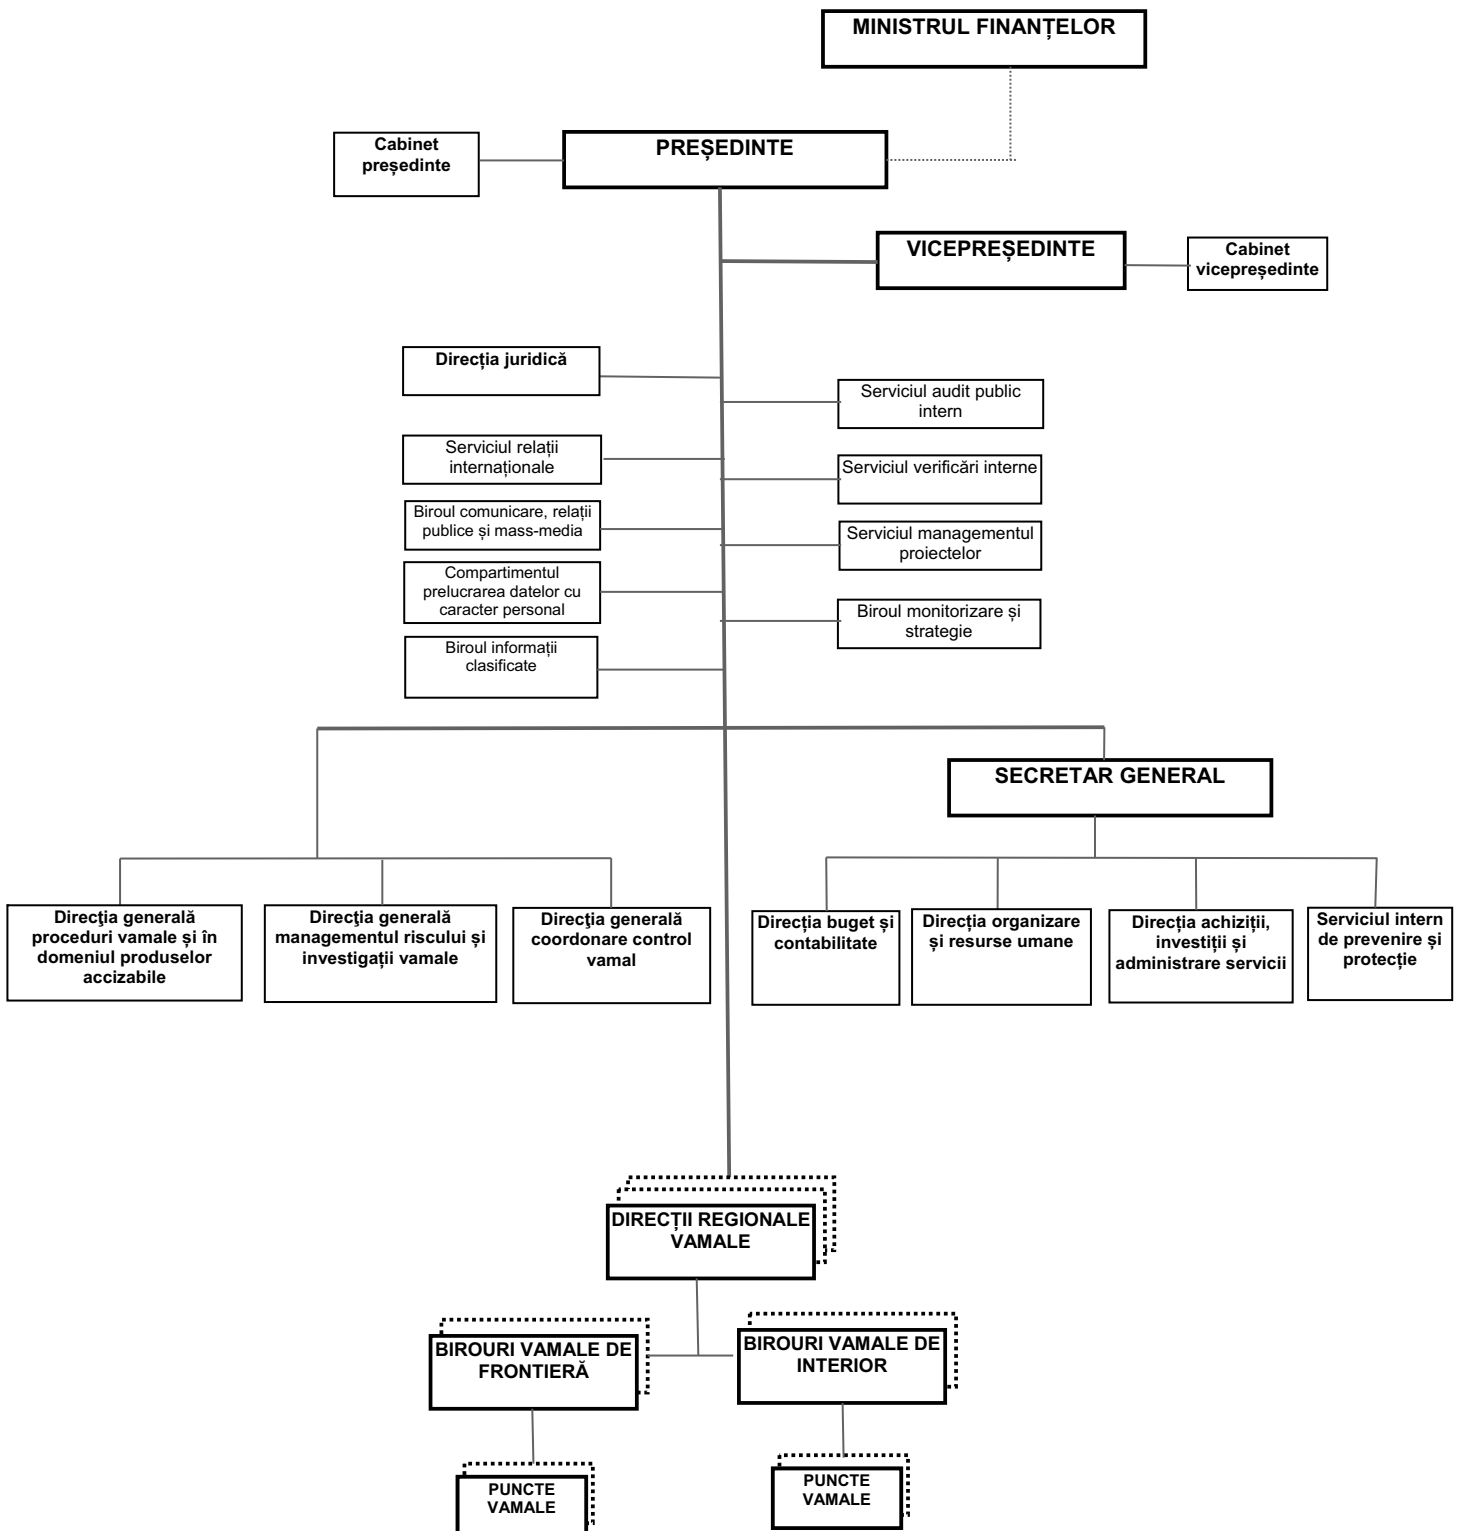 MINISTRUL FINANȚELOR
Cabinet
președinte
PREȘEDINTE
VICEPREȘEDINTE
Cabinet
vicepreședinte
Direcția juridică
Serviciul audit public
intern
Serviciul relații
internaționale
Serviciul verificări interne
Biroul comunicare, relații
publice și mass-media
Serviciul managementul
proiectelor
Compartimentul
prelucrarea datelor cu
caracter personal
Biroul monitorizare și
strategie
Biroul informații
clasificate
SECRETAR GENERAL
Direcţia generală
proceduri vamale și în
domeniul produselor
accizabile
Direcţia generală
managementul riscului și
investigații vamale
Direcţia generală
coordonare control
vamal
Direcția buget și
contabilitate
Direcția organizare
și resurse umane
Direcția achiziții,
investiții și
administrare servicii
Serviciul intern
de prevenire și
protecție
DIRECȚII REGIONALE
VAMALE
BIROURI VAMALE DE
FRONTIERĂ
BIROURI VAMALE DE
INTERIOR
PUNCTE
VAMALE
PUNCTE
VAMALE